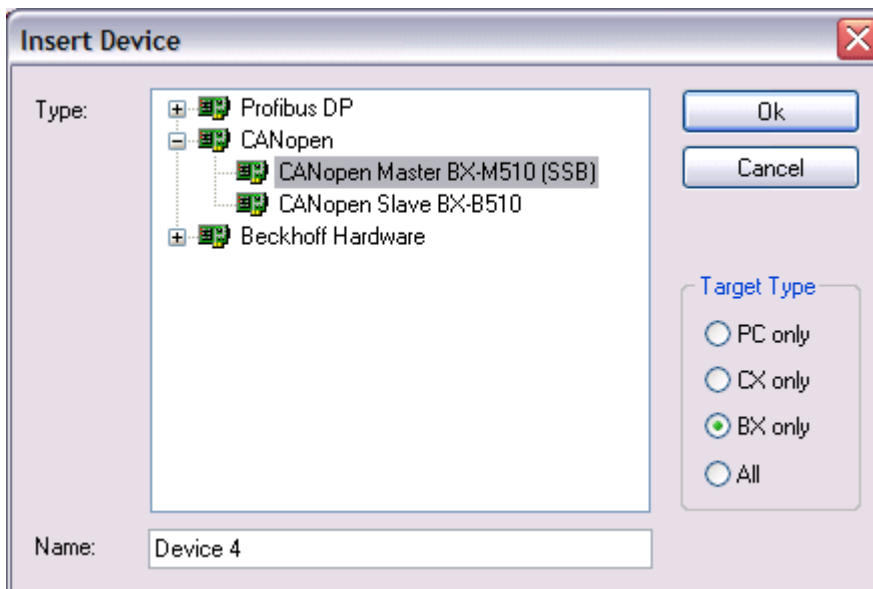 Insert Device
Type:
Profibus DP
CANopen
CANopen Master BX-M510 (SSB)
CANopen Slave BX-B510
Beckhoff Hardware
Ok
Cancel
Target Type
PC only
CX only
BX only
All
Name:
Device 4